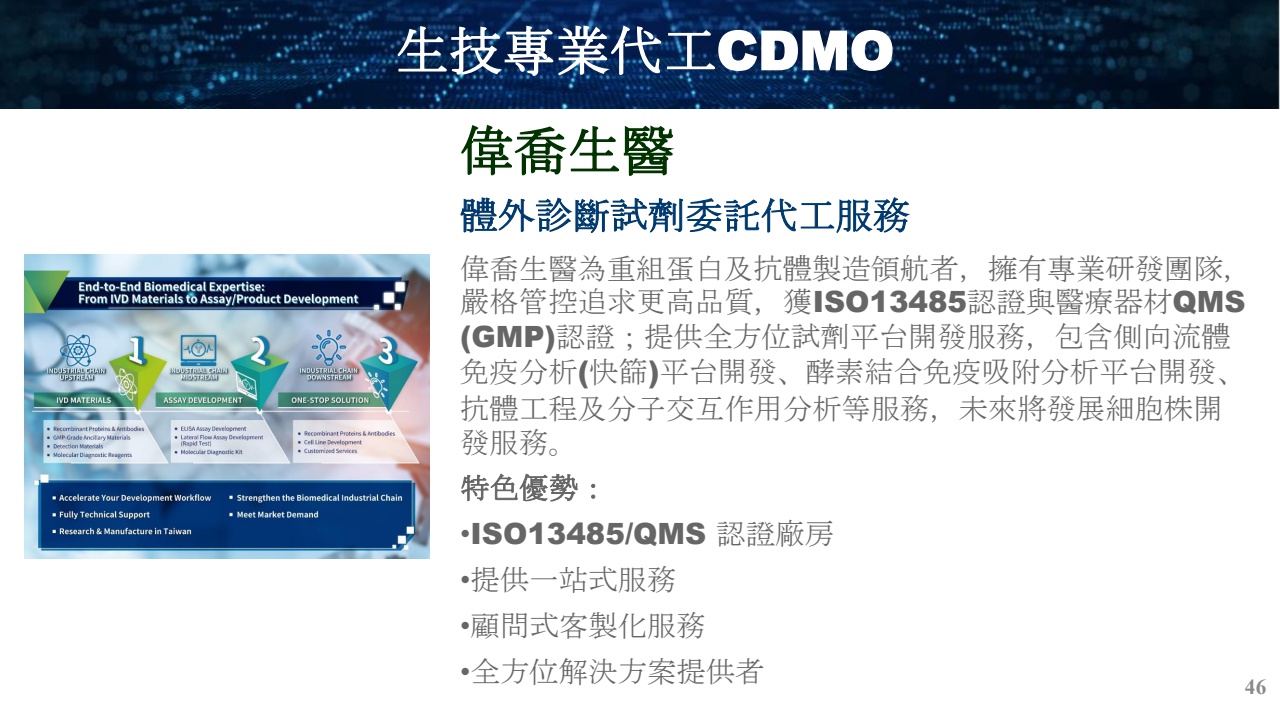 生技專業代工CDMO
偉喬生醫
體外診斷試劑委託代工服務
偉喬生醫為重組蛋白及抗體製造領航者，擁有專業研發團隊，
嚴格管控追求更高品質，獲ISO13485認證與醫療器材QMS
(GMP)認證；提供全方位試劑平台開發服務，包含側向流體
免疫分析(快篩)平台開發、酵素結合免疫吸附分析平台開發、
抗體工程及分子交互作用分析等服務，未來將發展細胞株開
發服務。
特色優勢：
•ISO13485/QMS 認證廠房
•提供一站式服務
•顧問式客製化服務
•全方位解決方案提供者
End-to-End Biomedical Expertise:
From IVD Materials to Assay/Product Development
1
INDUSTRIAL CHAIN
UPSTREAM
IVD MATERIALS
• Recombinant Proteins & Antibodies
• GMP-Grade Ancillary Materials
• Detection Materials
• Molecular Diagnostic Reagents
2
INDUSTRIAL CHAIN
MIDSTREAM
ASSAY DEVELOPMENT
• ELISA Assay Development
• Lateral Flow Assay Development
(Rapid Test)
• Molecular Diagnostic Kit
3
INDUSTRIAL CHAIN
DOWNSTREAM
ONE-STOP SOLUTION
• Recombinant Proteins & Antibodies
• Cell Line Development
• Customized Services
▪ Accelerate Your Development Workflow
▪ Fully Technical Support
▪ Research & Manufacture in Taiwan
▪ Strengthen the Biomedical Industrial Chain
▪ Meet Market Demand
46